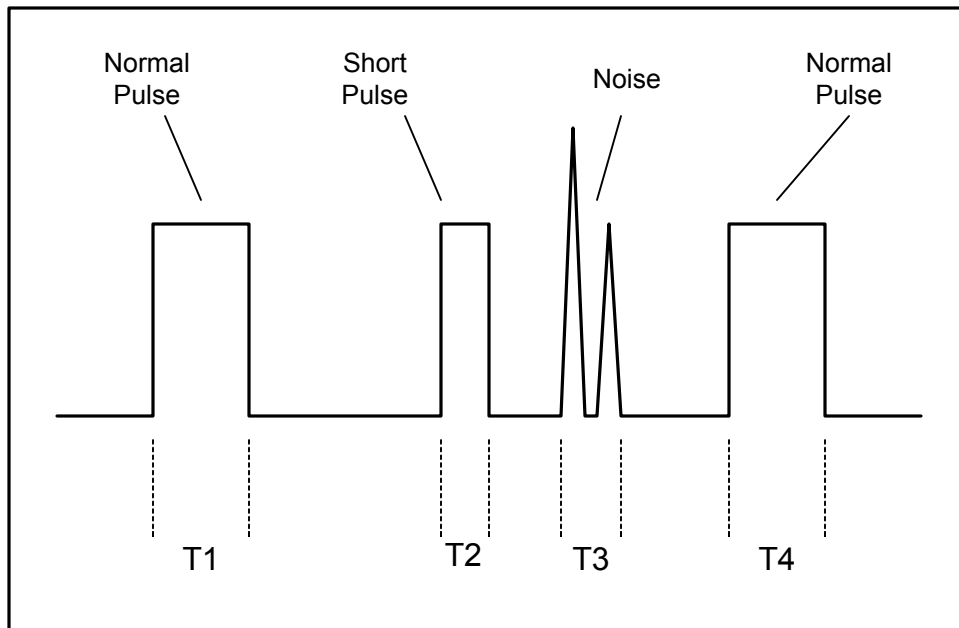 Normal
Pulse
Short
Pulse
Noise
Normal
Pulse
T1
T2
T3
T4